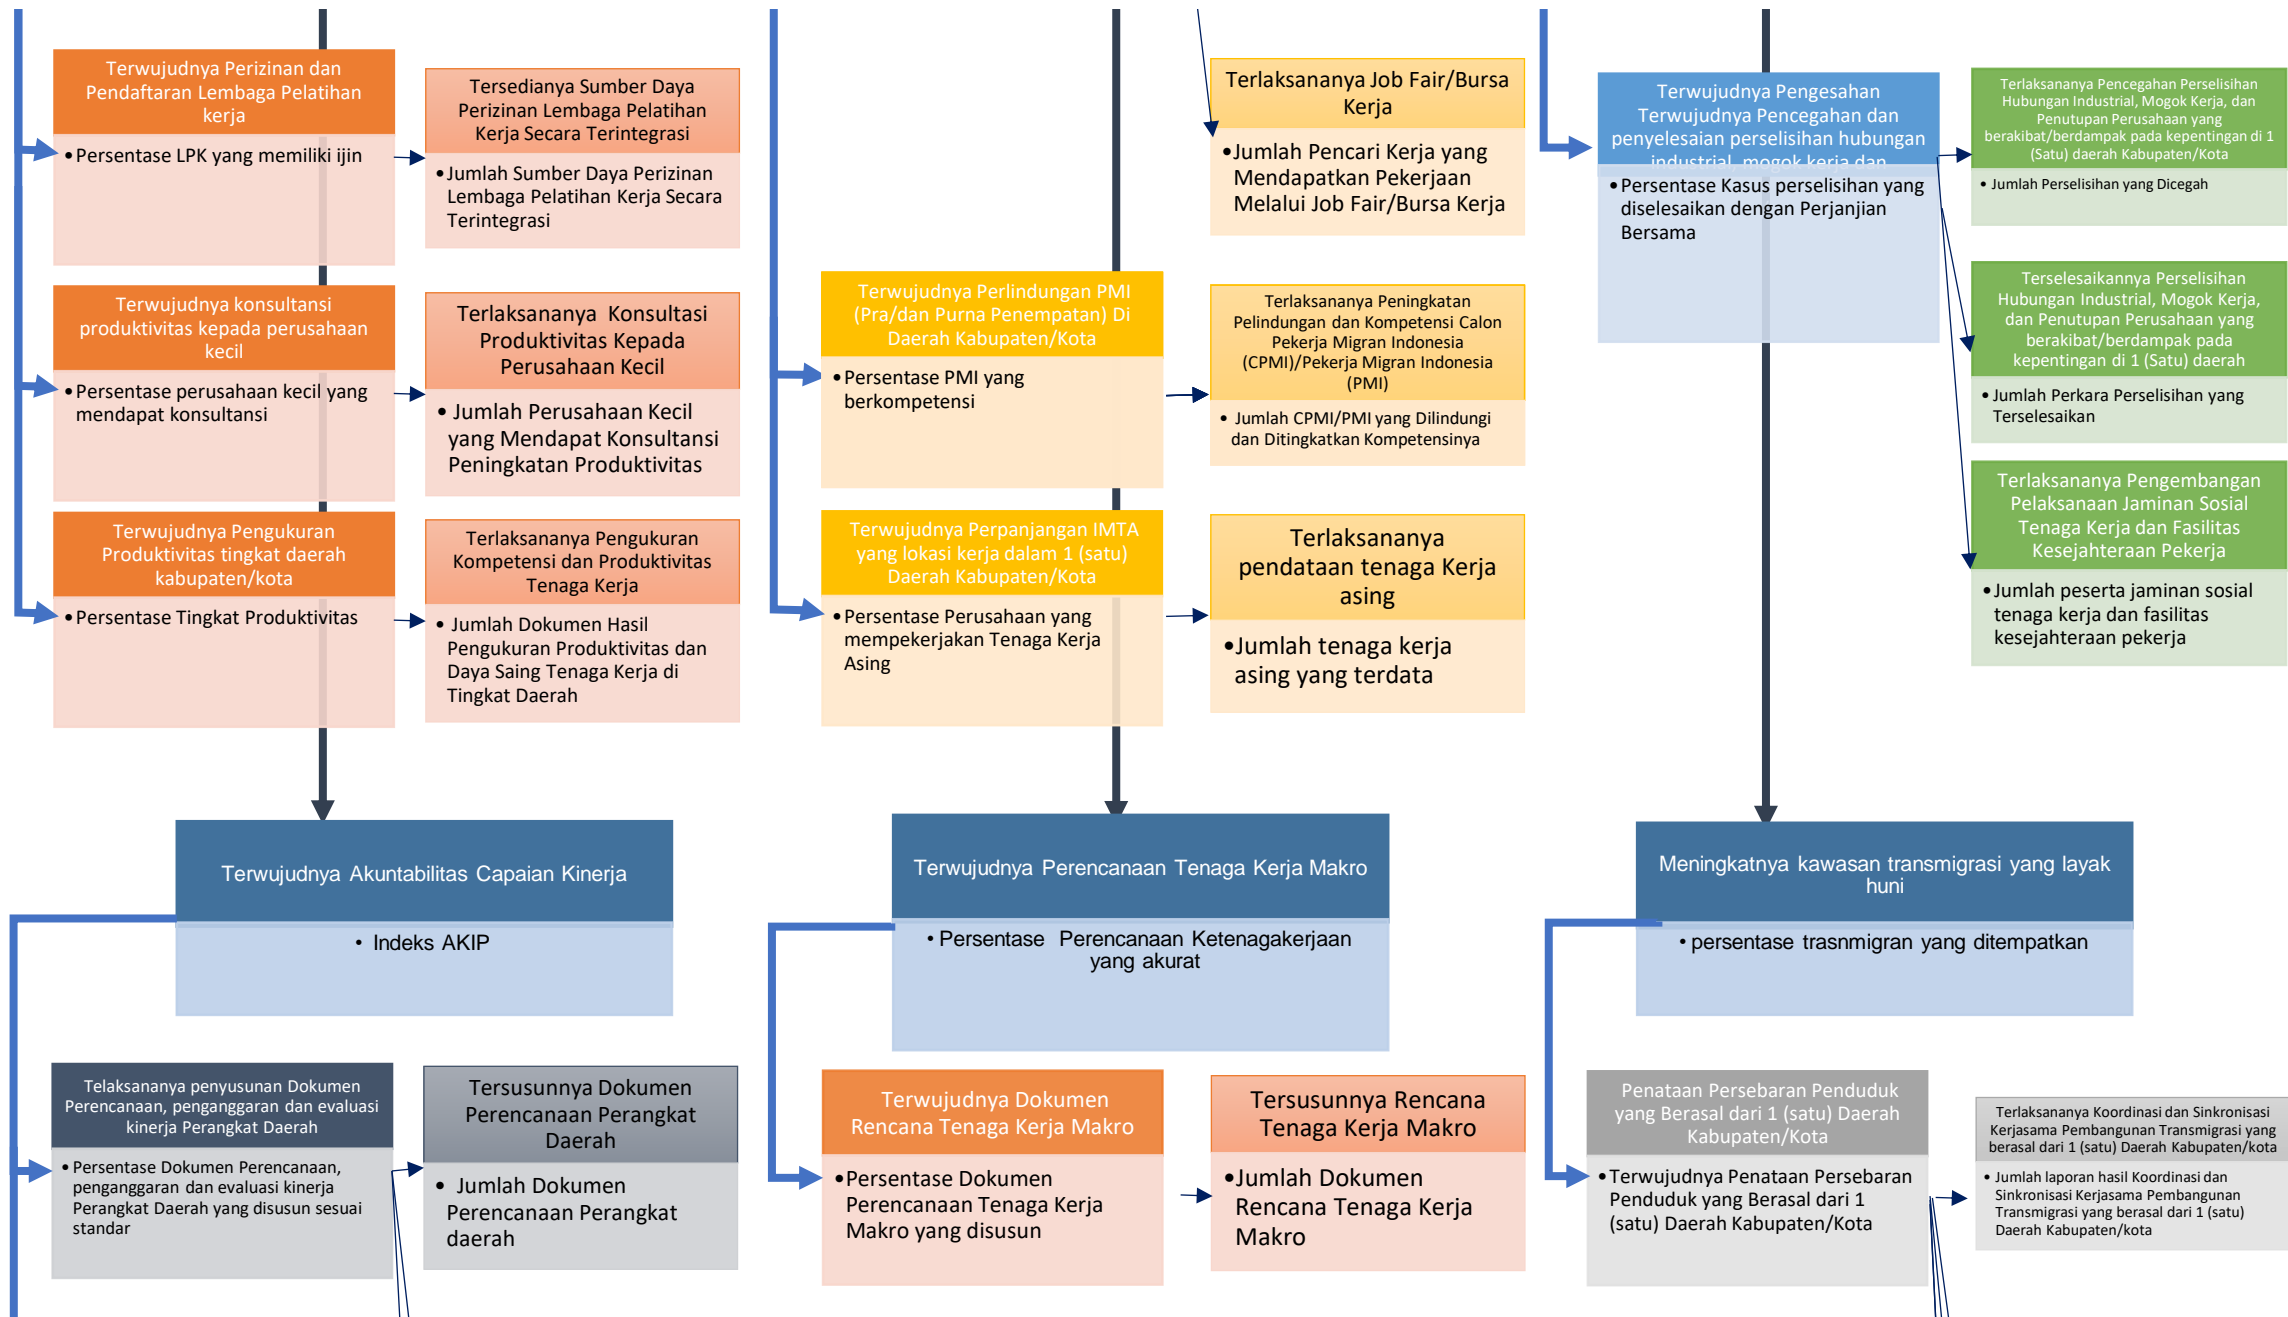 Terwujudnya Perizinan dan
Pendaftaran Lembaga Pelatihan
kerja
•Persentase LPK yang memiliki ijin
Tersedianya Sumber Daya
Perizinan Lembaga Pelatihan
Kerja Secara Terintegrasi
•Jumlah Sumber Daya Perizinan
Lembaga Pelatihan Kerja Secara
Terintegrasi
Terwujudnya konsultansi
produktivitas kepada perusahaan
kecil
•Persentase perusahaan kecil yang
mendapat konsultansi
Terlaksananya Konsultasi
Produktivitas Kepada
Perusahaan Kecil
• Jumlah Perusahaan Kecil
yang Mendapat Konsultansi
Peningkatan Produktivitas
Terwujudnya Pengukuran
Produktivitas tingkat daerah
kabupaten/kota
•Persentase Tingkat Produktivitas
Terlaksananya Pengukuran
Kompetensi dan Produktivitas
Tenaga Kerja
• Jumlah Dokumen Hasil
Pengukuran Produktivitas dan
Daya Saing Tenaga Kerja di
Tingkat Daerah
Terlaksananya Job Fair/Bursa
Kerja
•Jumlah Pencari Kerja yang
Mendapatkan Pekerjaan
Melalui Job Fair/Bursa Kerja
Terwujudnya Perlindungan PMI
(Pra/dan Purna Penempatan) Di
Daerah Kabupaten/Kota
•Persentase PMI yang
berkompetensi
Terlaksananya Peningkatan
Pelindungan dan Kompetensi Calon
Pekerja Migran Indonesia
(CPMI)/Pekerja Migran Indonesia
(PMI)
• Jumlah CPMI/PMI yang Dilindungi
dan Ditingkatkan Kompetensinya
Terwujudnya Perpanjangan IMTA
yang lokasi kerja dalam 1 (satu)
Daerah Kabupaten/Kota
•Persentase Perusahaan yang
mempekerjakan Tenaga Kerja
Asing
Terlaksananya
pendataan tenaga Kerja
asing
•Jumlah tenaga kerja
asing yang terdata
Terwujudnya Pengesahan
Terwujudnya Pencegahan dan
penyelesaian perselisihan hubungan
industrial, mogok kerja dan
•Persentase Kasus perselisihan yang
diselesaikan dengan Perjanjian
Bersama
Terlaksananya Pencegahan Perselisihan
Hubungan Industrial, Mogok Kerja, dan
Penutupan Perusahaan yang
berakibat/berdampak pada kepentingan di 1
(Satu) daerah Kabupaten/Kota
• Jumlah Perselisihan yang Dicegah
Terselesaikannya Perselisihan
Hubungan Industrial, Mogok Kerja,
dan Penutupan Perusahaan yang
berakibat/berdampak pada
kepentingan di 1 (Satu) daerah
•Jumlah Perkara Perselisihan yang
Terselesaikan
Terlaksananya Pengembangan
Pelaksanaan Jaminan Sosial
Tenaga Kerja dan Fasilitas
Kesejahteraan Pekerja
•Jumlah peserta jaminan sosial
tenaga kerja dan fasilitas
kesejahteraan pekerja
Terwujudnya Akuntabilitas Capaian Kinerja
• Indeks AKIP
Terwujudnya Perencanaan Tenaga Kerja Makro
• Persentase Perencanaan Ketenagakerjaan
yang akurat
Meningkatnya kawasan transmigrasi yang layak
huni
• persentase trasnmigran yang ditempatkan
Telaksananya penyusunan Dokumen
Perencanaan, penganggaran dan evaluasi
kinerja Perangkat Daerah
•Persentase Dokumen Perencanaan,
penganggaran dan evaluasi kinerja
Perangkat Daerah yang disusun sesuai
standar
Tersusunnya Dokumen
Perencanaan Perangkat
Daerah
• Jumlah Dokumen
Perencanaan Perangkat
daerah
Terwujudnya Dokumen
Rencana Tenaga Kerja Makro
•Persentase Dokumen
Perencanaan Tenaga Kerja
Makro yang disusun
Tersusunnya Rencana
Tenaga Kerja Makro
•Jumlah Dokumen
Rencana Tenaga Kerja
Makro
Penataan Persebaran Penduduk
yang Berasal dari 1 (satu) Daerah
Kabupaten/Kota
•Terwujudnya Penataan Persebaran
Penduduk yang Berasal dari 1
(satu) Daerah Kabupaten/Kota
Terlaksananya Koordinasi dan Sinkronisasi
Kerjasama Pembangunan Transmigrasi yang
berasal dari 1 (satu) Daerah Kabupaten/kota
• Jumlah laporan hasil Koordinasi dan
Sinkronisasi Kerjasama Pembangunan
Transmigrasi yang berasal dari 1 (satu)
Daerah Kabupaten/kota